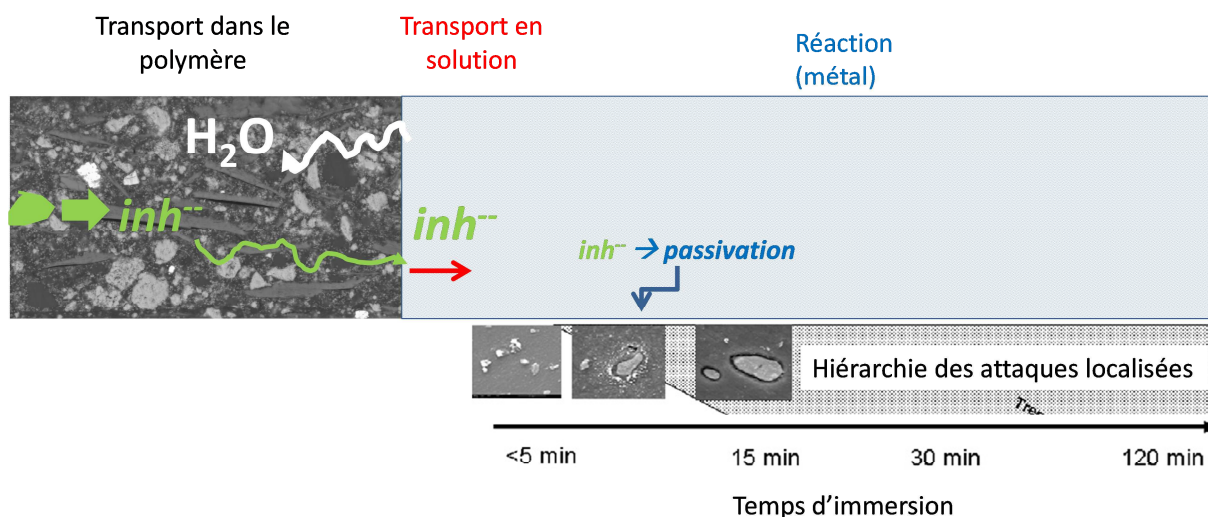 Transport dans le
polymère
Transport en
solution
Réaction
(métal)
H₂O
inh⁻⁻
inh⁻⁻
inh⁻⁻ → passivation
Hiérarchie des attaques localisées
<5 min
15 min
30 min
120 min
Temps d'immersion